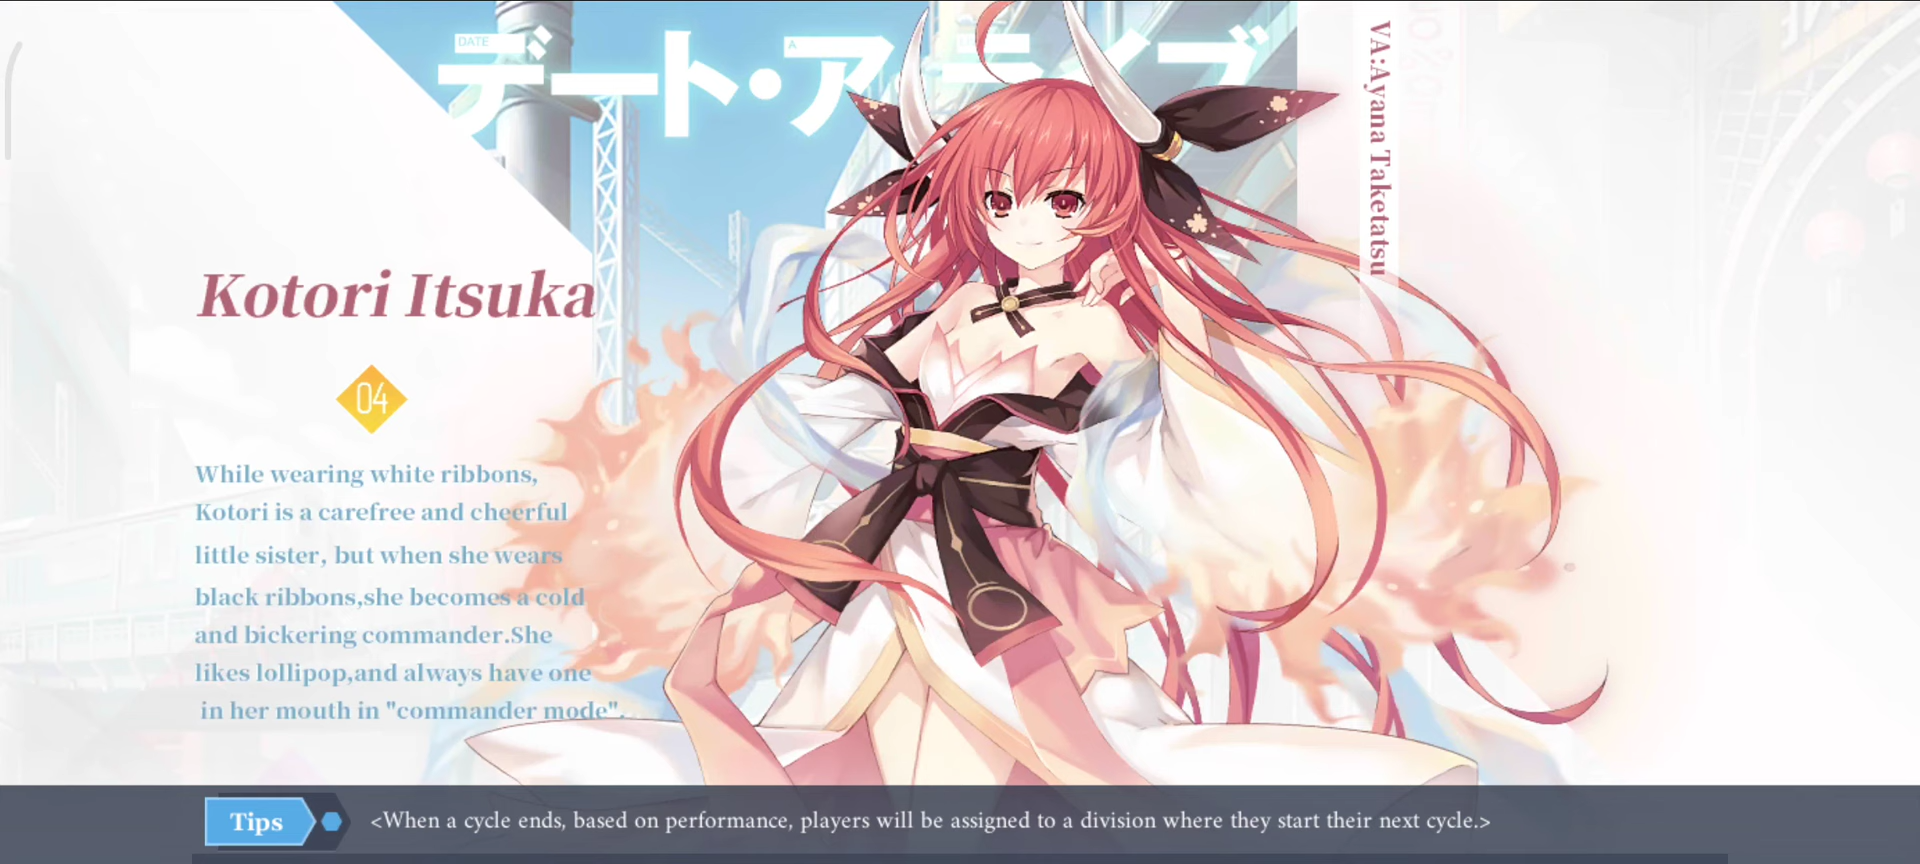 DATE
A
デート・ア ライブ
VA:Ayana Taketatsu
Kotori Itsuka
04
While wearing white ribbons,
Kotori is a carefree and cheerful
little sister, but when she wears
black ribbons,she becomes a cold
and bickering commander.She
likes lollipop,and always have one
in her mouth in "commander mode".
Tips
<When a cycle ends, based on performance, players will be assigned to a division where they start their next cycle.>